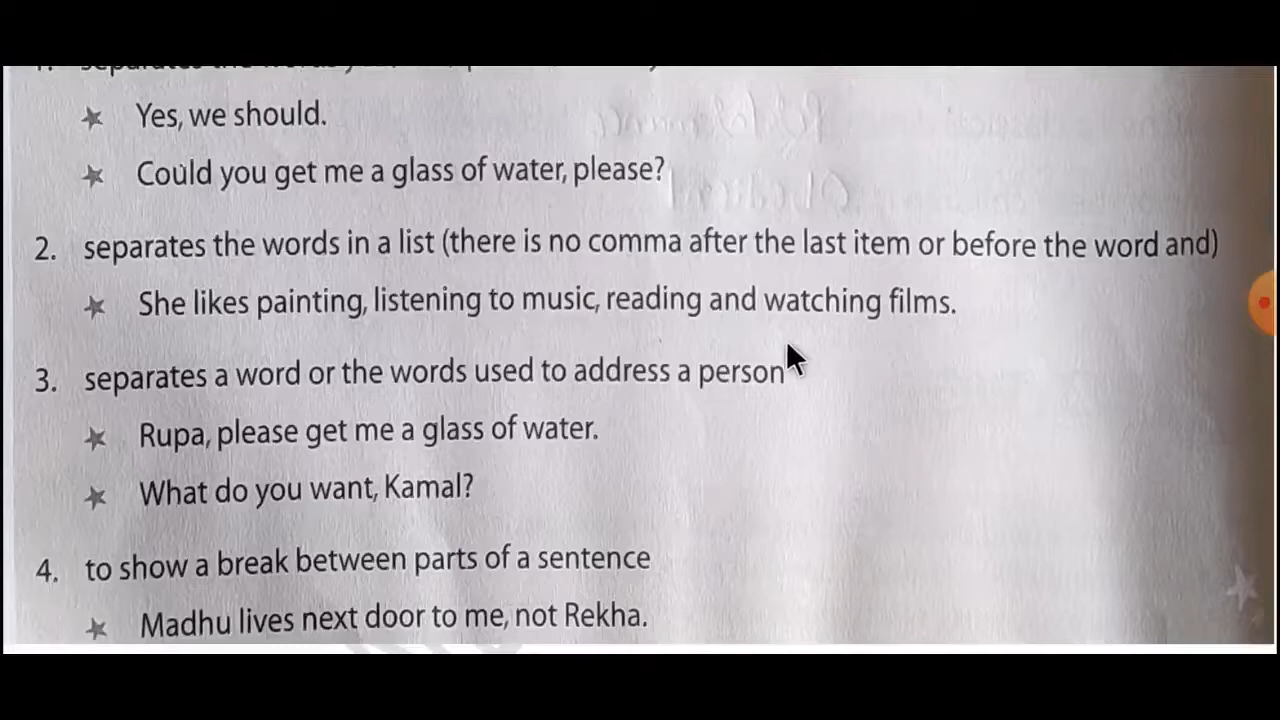 ★ Yes, we should.
★ Could you get me a glass of water, please?
2. separates the words in a list (there is no comma after the last item or before the word and)
★ She likes painting, listening to music, reading and watching films.
3. separates a word or the words used to address a person
★ Rupa, please get me a glass of water.
★ What do you want, Kamal?
4. to show a break between parts of a sentence
★ Madhu lives next door to me, not Rekha.